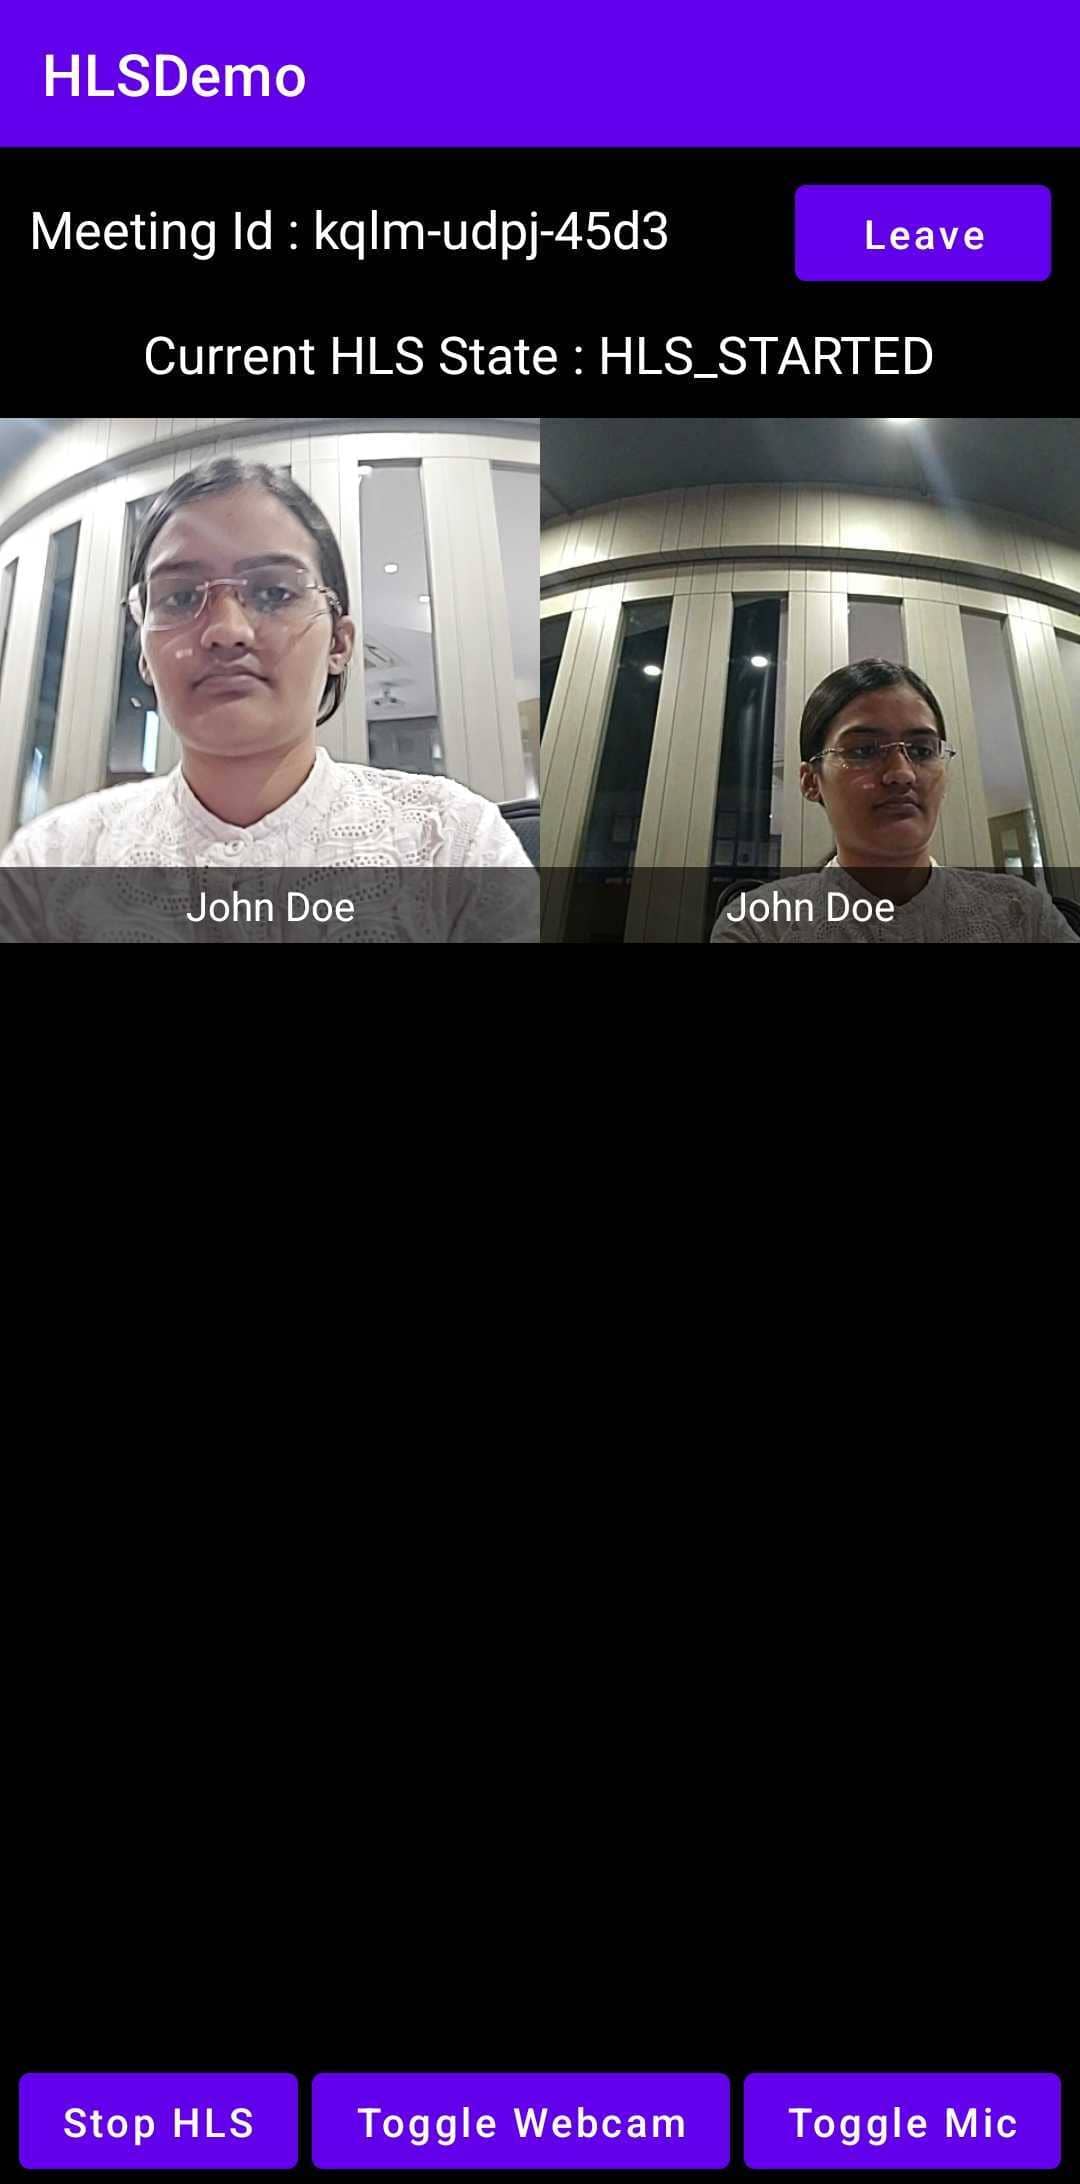 HLSDemo
Meeting Id : kqlm-udpj-45d3
Leave
Current HLS State : HLS_STARTED
John Doe
John Doe
Stop HLS
Toggle Webcam
Toggle Mic